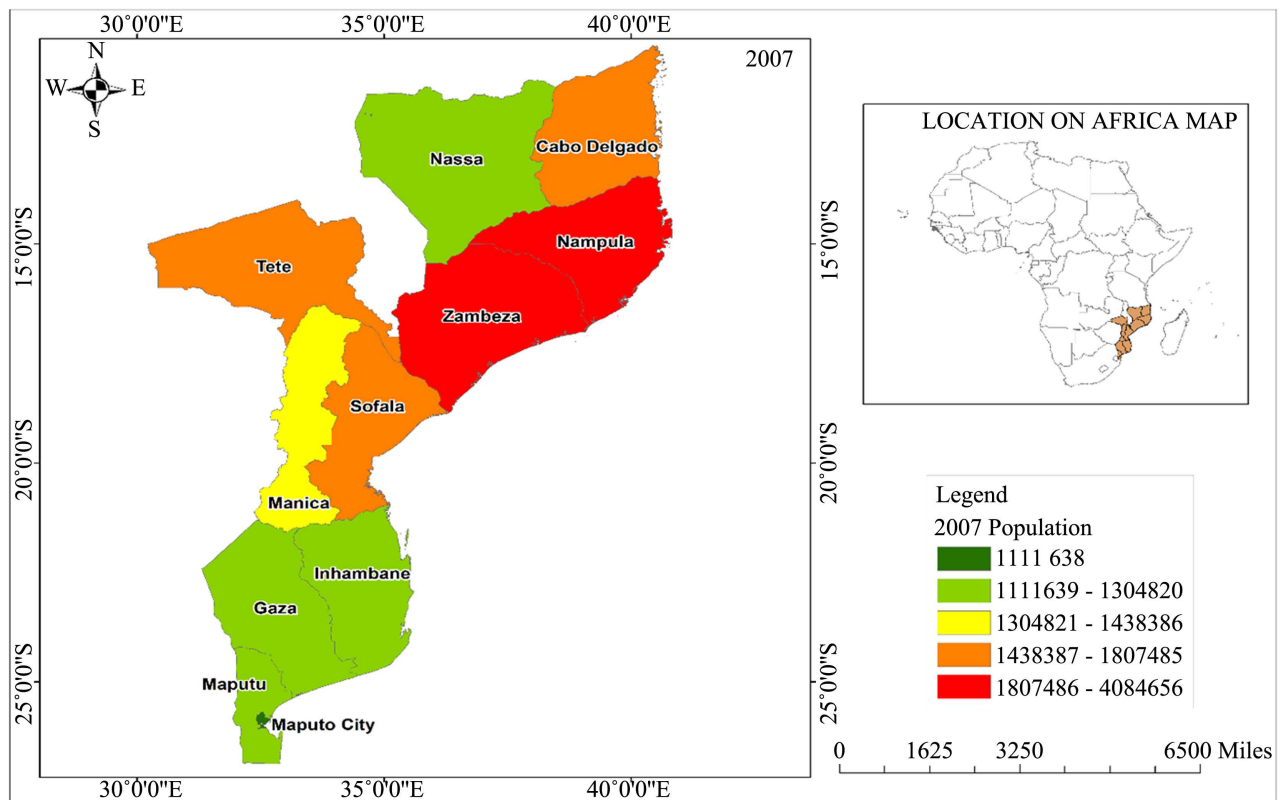 30°0'0"E 35°0'0"E 40°0'0"E
N
W E
S
2007
Nassa
Cabo Delgado
Nampula
Tete
Zambeza
Sofala
Manica
Inhambane
Gaza
Maputu
Maputo City
15°0'0"S
20°0'0"S
25°0'0"S
15°0'0"S
20°0'0"S
25°0'0"S
30°0'0"E 35°0'0"E 40°0'0"E
LOCATION ON AFRICA MAP
Legend
2007 Population
1111 638
1111639 - 1304820
1304821 - 1438386
1438387 - 1807485
1807486 - 4084656
0 1625 3250 6500 Miles